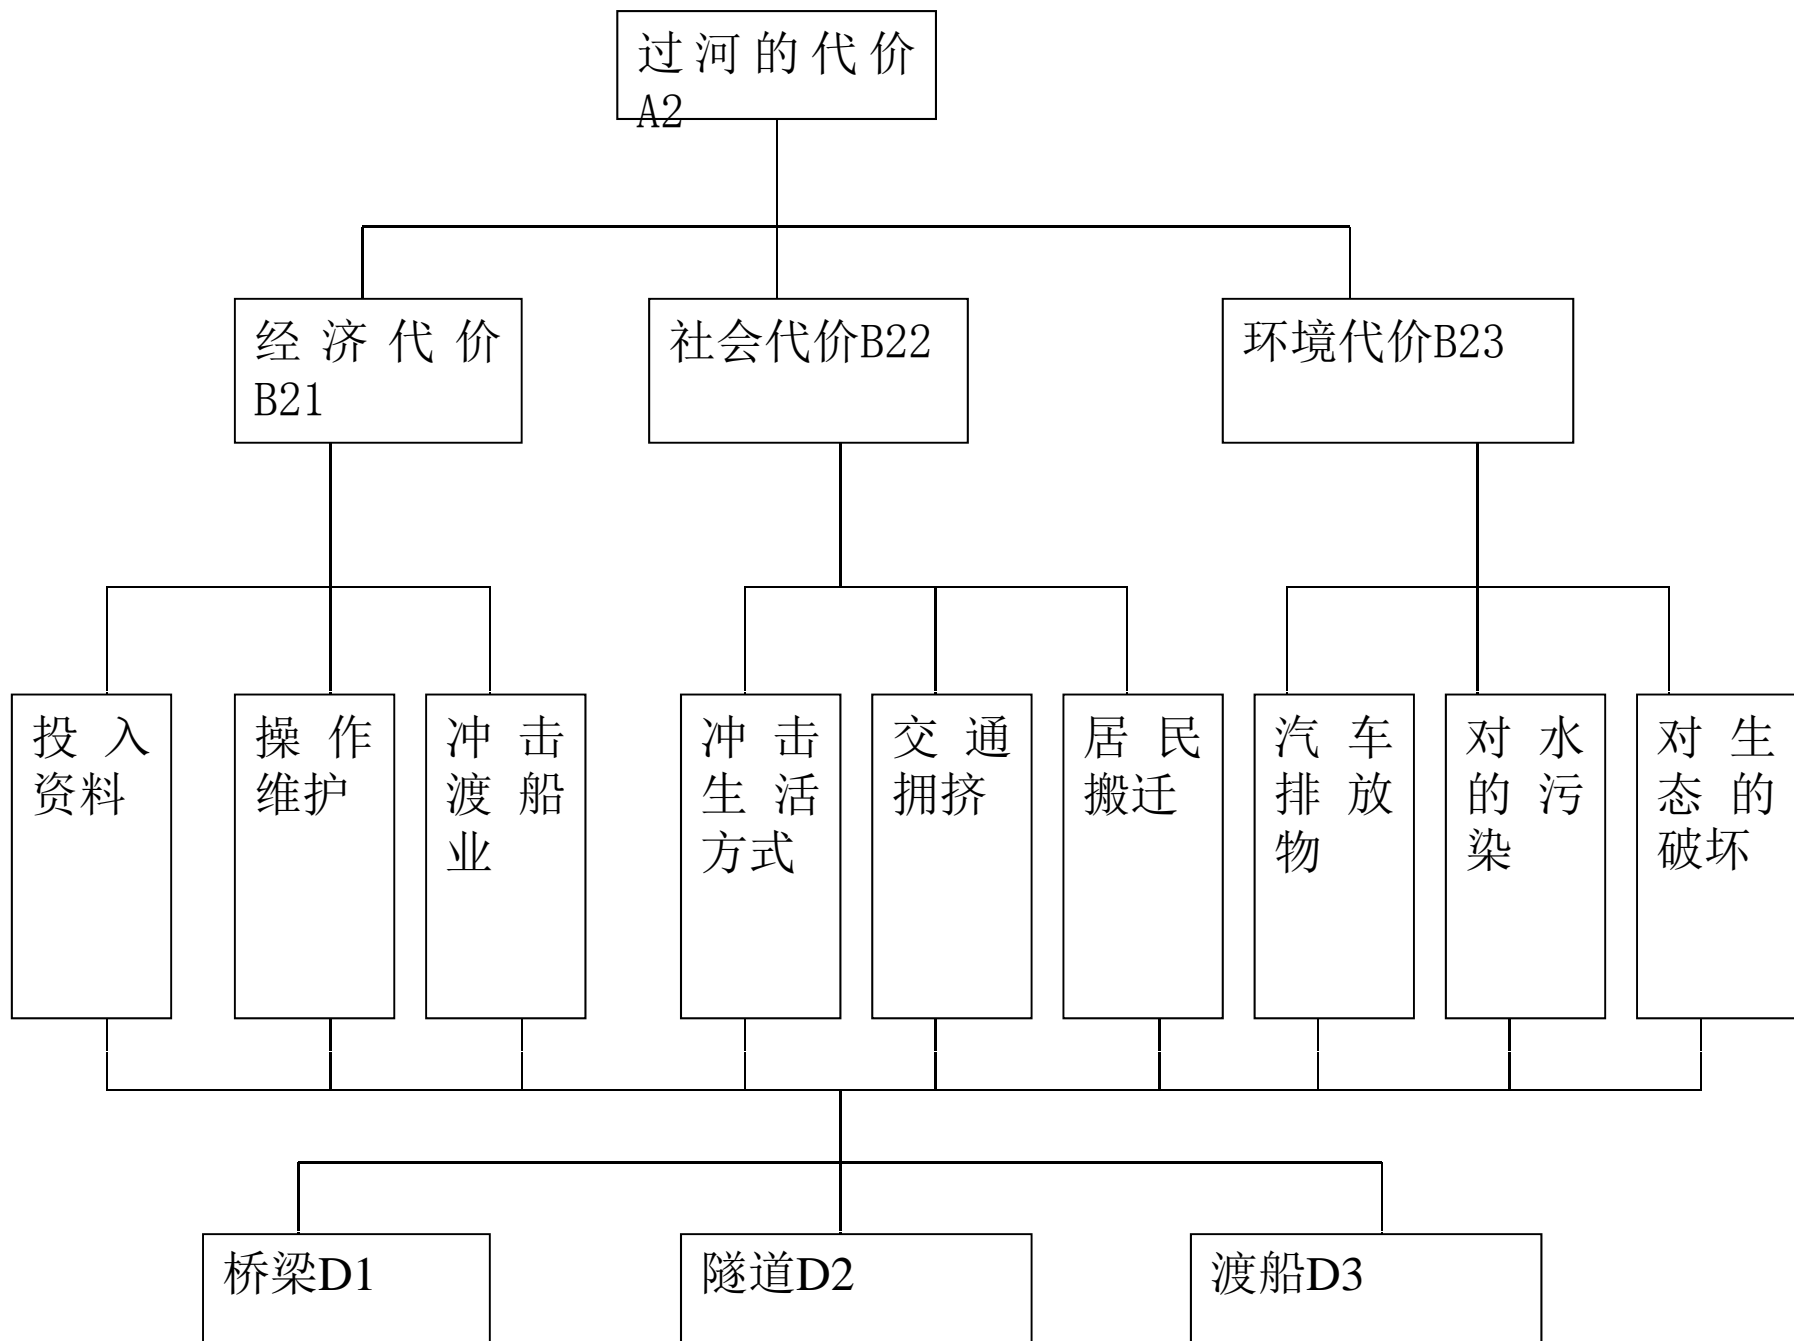 过河的代价
A2
经济代价
B21
社会代价B22
环境代价B23
投入
资料
操作
维护
冲击
渡船
业
冲击
生活
方式
交通
拥挤
居民
搬迁
汽车
排放
物
对水
的污
染
对生
态的
破坏
桥梁D1
隧道D2
渡船D3